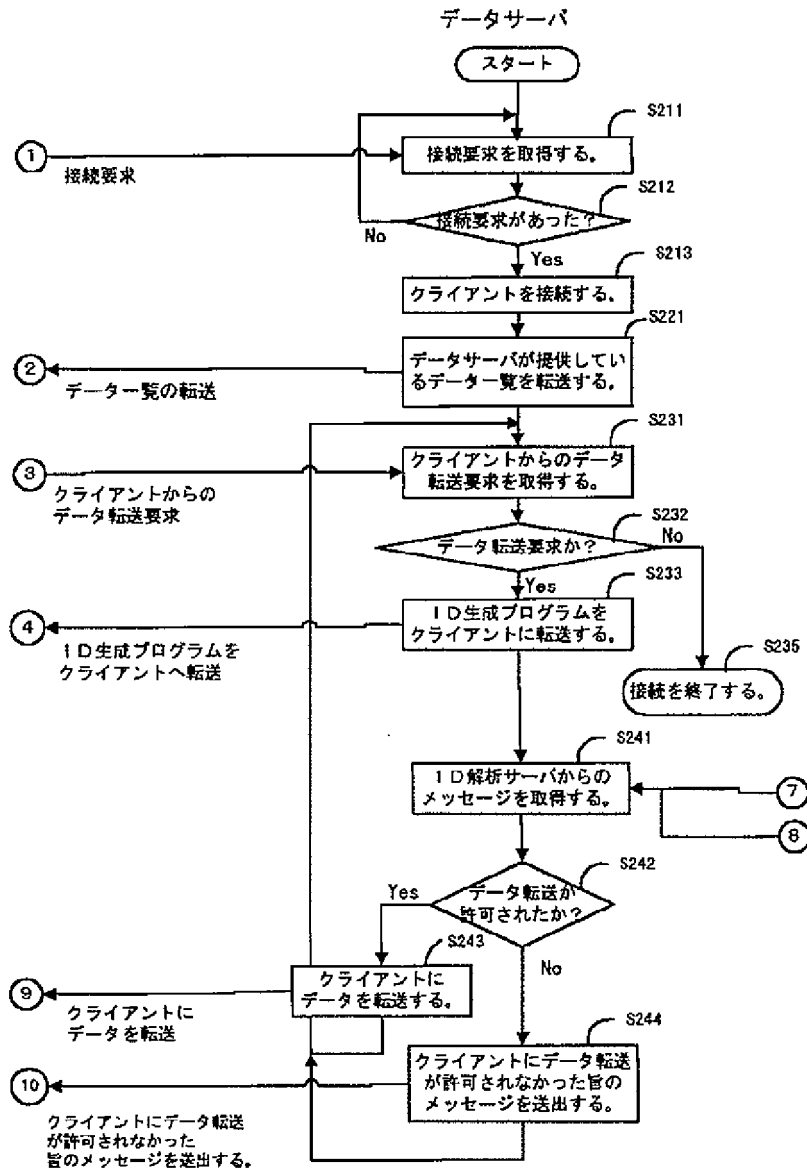 データサーバ
スタート
S211
①
接続要求を取得する。
接続要求
S212
接続要求があった?
No
Yes
S213
クライアントを接続する。
S221
データサーバが提供してい
るデータ一覧を転送する。
②
データ一覧の転送
S231
③
クライアントからのデータ
転送要求を取得する。
クライアントからの
データ転送要求
S232
データ転送要求か?
No
Yes
S233
④
ID生成プログラムを
クライアントに転送する。
ID生成プログラムを
クライアントへ転送
S235
接続を終了する。
S241
ID解析サーバからの
メッセージを取得する。
⑦
⑧
S242
データ転送が
許可されたか?
Yes
No
S243
クライアントに
データを転送する。
⑨
クライアントに
データを転送
S244
クライアントにデータ転送
が許可されなかった旨の
メッセージを送出する。
⑩
クライアントにデータ転送
が許可されなかった
旨のメッセージを送出する。